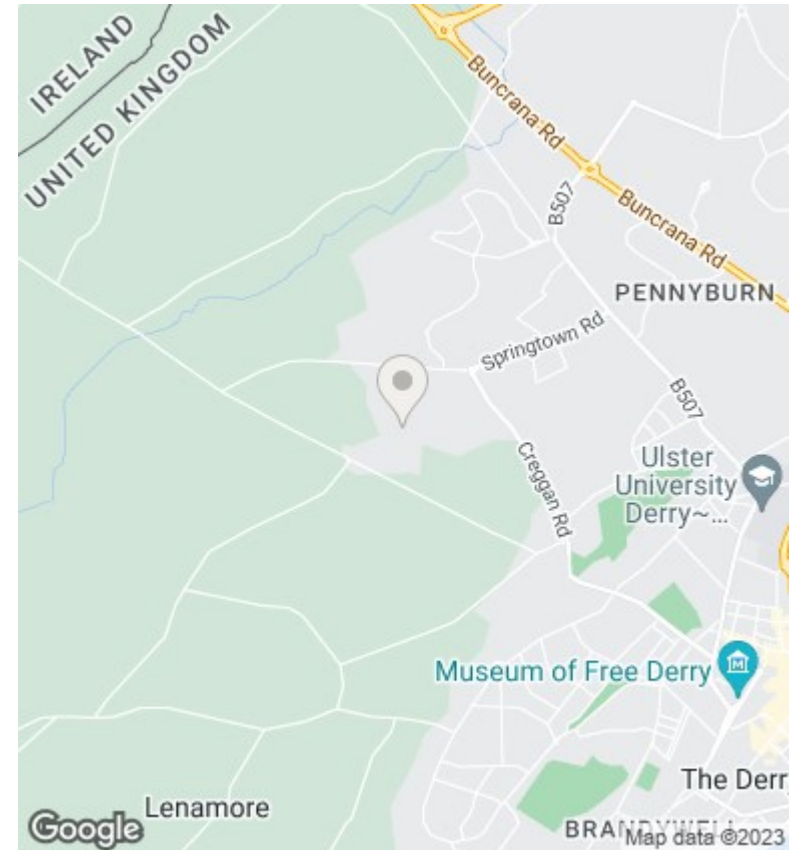 IRELAND
UNITED KINGDOM
Buncrana Rd
B507
Buncrana Rd
PENNYBURN
Springtown Rd
B507
Creggan Rd
Ulster
University
Derry~...
Museum of Free Derry
The Derr
Lenamore
BRANDYWELL
Google
Map data ©2023